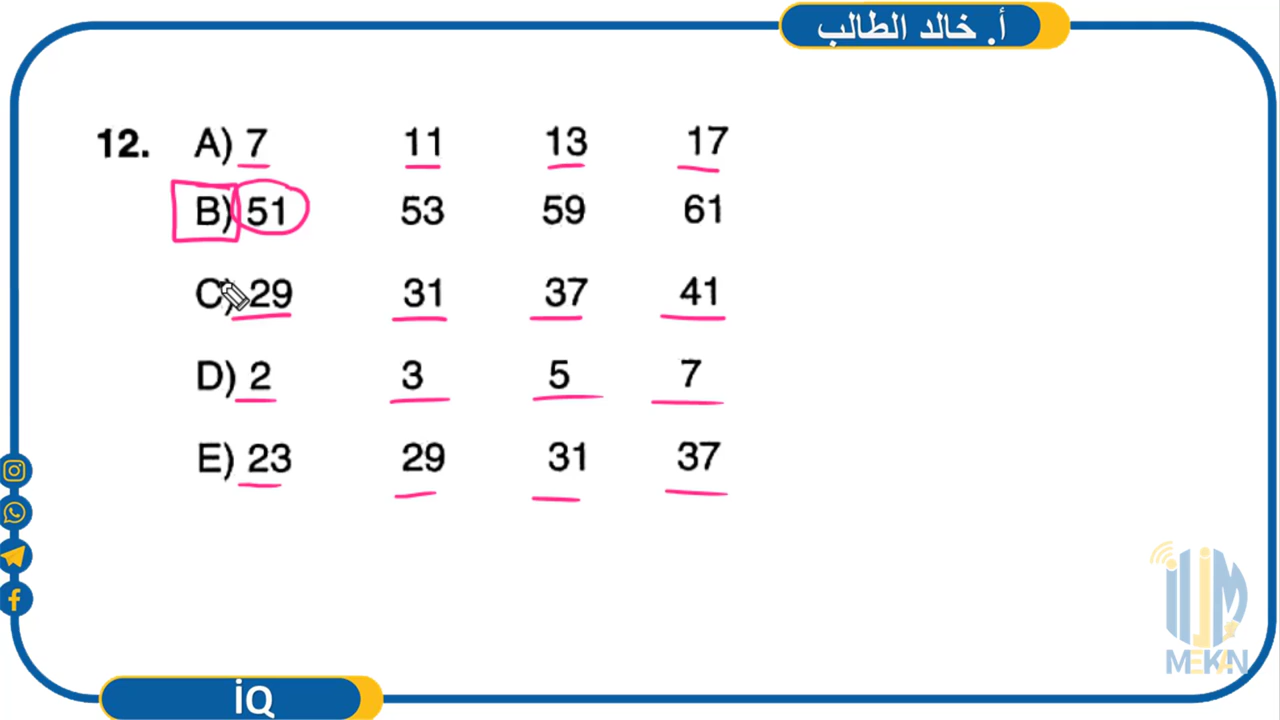 أ. خالد الطالب
12. A) 7 11 13 17
B) 51 53 59 61
C) 29 31 37 41
D) 2 3 5 7
E) 23 29 31 37
MEKAN
İQ